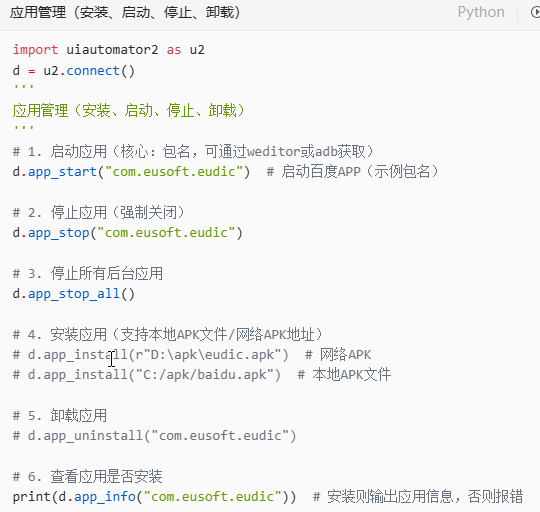 应用管理（安装、启动、停止、卸载）
Python
import uiautomator2 as u2
d = u2.connect()
'''
应用管理（安装、启动、停止、卸载）
'''
# 1. 启动应用（核心：包名，可通过weditor或adb获取）
d.app_start("com.eusoft.eudic")  # 启动百度APP（示例包名）
# 2. 停止应用（强制关闭）
d.app_stop("com.eusoft.eudic")
# 3. 停止所有后台应用
d.app_stop_all()
# 4. 安装应用（支持本地APK文件/网络APK地址）
# d.app_install(r"D:\apk\eudic.apk")  # 网络APK
# d.app_install("C:/apk/baidu.apk")  # 本地APK文件
# 5. 卸载应用
# d.app_uninstall("com.eusoft.eudic")
# 6. 查看应用是否安装
print(d.app_info("com.eusoft.eudic"))  # 安装则输出应用信息，否则报错